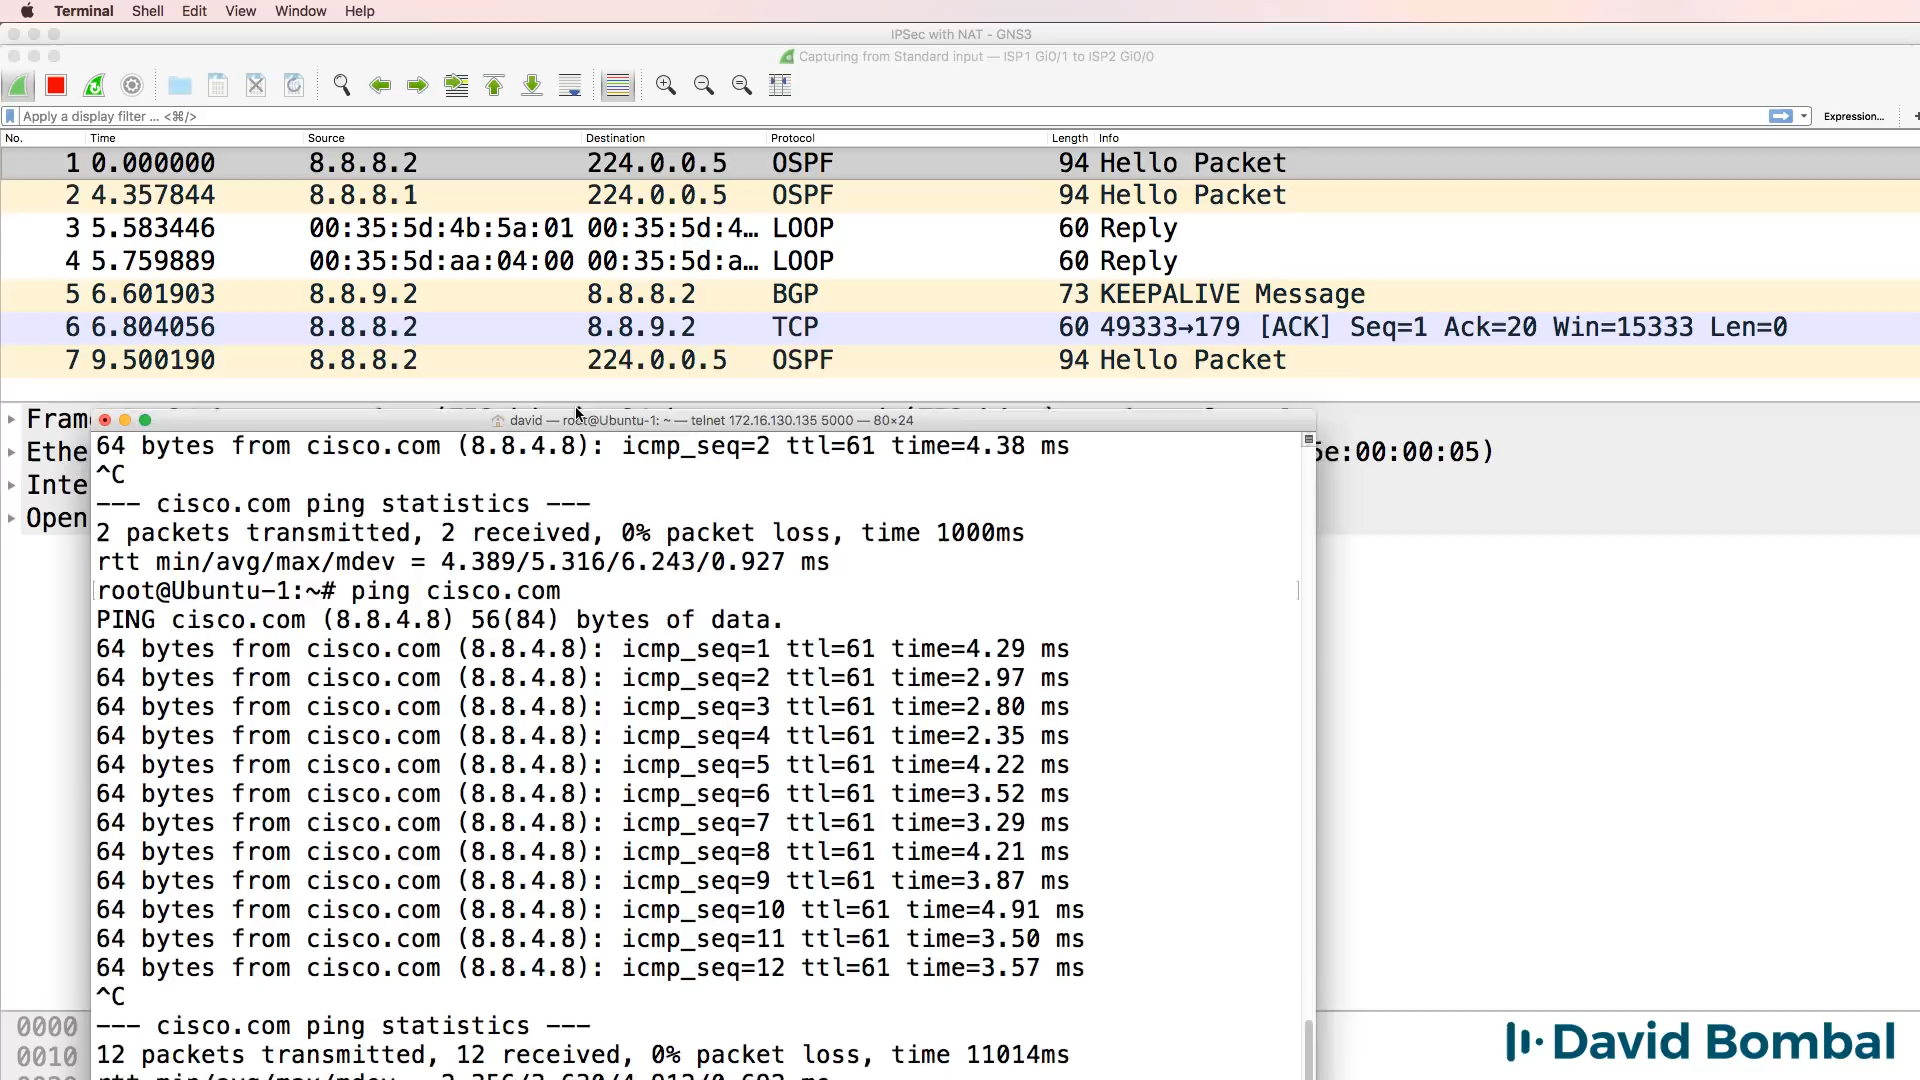 Terminal Shell Edit View Window Help
IPSec with NAT - GNS3
Capturing from Standard input — ISP1 Gi0/1 to ISP2 Gi0/0
Apply a display filter ... <⌘/>
Expression...
No. Time Source Destination Protocol Length Info
1 0.000000 8.8.8.2 224.0.0.5 OSPF 94 Hello Packet
2 4.357844 8.8.8.1 224.0.0.5 OSPF 94 Hello Packet
3 5.583446 00:35:5d:4b:5a:01 00:35:5d:4… LOOP 60 Reply
4 5.759889 00:35:5d:aa:04:00 00:35:5d:a… LOOP 60 Reply
5 6.601903 8.8.9.2 8.8.8.2 BGP 73 KEEPALIVE Message
6 6.804056 8.8.8.2 8.8.9.2 TCP 60 49333→179 [ACK] Seq=1 Ack=20 Win=15333 Len=0
7 9.500190 8.8.8.2 224.0.0.5 OSPF 94 Hello Packet
Fram
Ethe
5e:00:00:05)
Inte
Open
david — root@Ubuntu-1: ~ — telnet 172.16.130.135 5000 — 80×24
64 bytes from cisco.com (8.8.4.8): icmp_seq=2 ttl=61 time=4.38 ms
^C
--- cisco.com ping statistics ---
2 packets transmitted, 2 received, 0% packet loss, time 1000ms
rtt min/avg/max/mdev = 4.389/5.316/6.243/0.927 ms
root@Ubuntu-1:~# ping cisco.com
PING cisco.com (8.8.4.8) 56(84) bytes of data.
64 bytes from cisco.com (8.8.4.8): icmp_seq=1 ttl=61 time=4.29 ms
64 bytes from cisco.com (8.8.4.8): icmp_seq=2 ttl=61 time=2.97 ms
64 bytes from cisco.com (8.8.4.8): icmp_seq=3 ttl=61 time=2.80 ms
64 bytes from cisco.com (8.8.4.8): icmp_seq=4 ttl=61 time=2.35 ms
64 bytes from cisco.com (8.8.4.8): icmp_seq=5 ttl=61 time=4.22 ms
64 bytes from cisco.com (8.8.4.8): icmp_seq=6 ttl=61 time=3.52 ms
64 bytes from cisco.com (8.8.4.8): icmp_seq=7 ttl=61 time=3.29 ms
64 bytes from cisco.com (8.8.4.8): icmp_seq=8 ttl=61 time=4.21 ms
64 bytes from cisco.com (8.8.4.8): icmp_seq=9 ttl=61 time=3.87 ms
64 bytes from cisco.com (8.8.4.8): icmp_seq=10 ttl=61 time=4.91 ms
64 bytes from cisco.com (8.8.4.8): icmp_seq=11 ttl=61 time=3.50 ms
64 bytes from cisco.com (8.8.4.8): icmp_seq=12 ttl=61 time=3.57 ms
^C
--- cisco.com ping statistics ---
12 packets transmitted, 12 received, 0% packet loss, time 11014ms
0000
0010
David Bombal